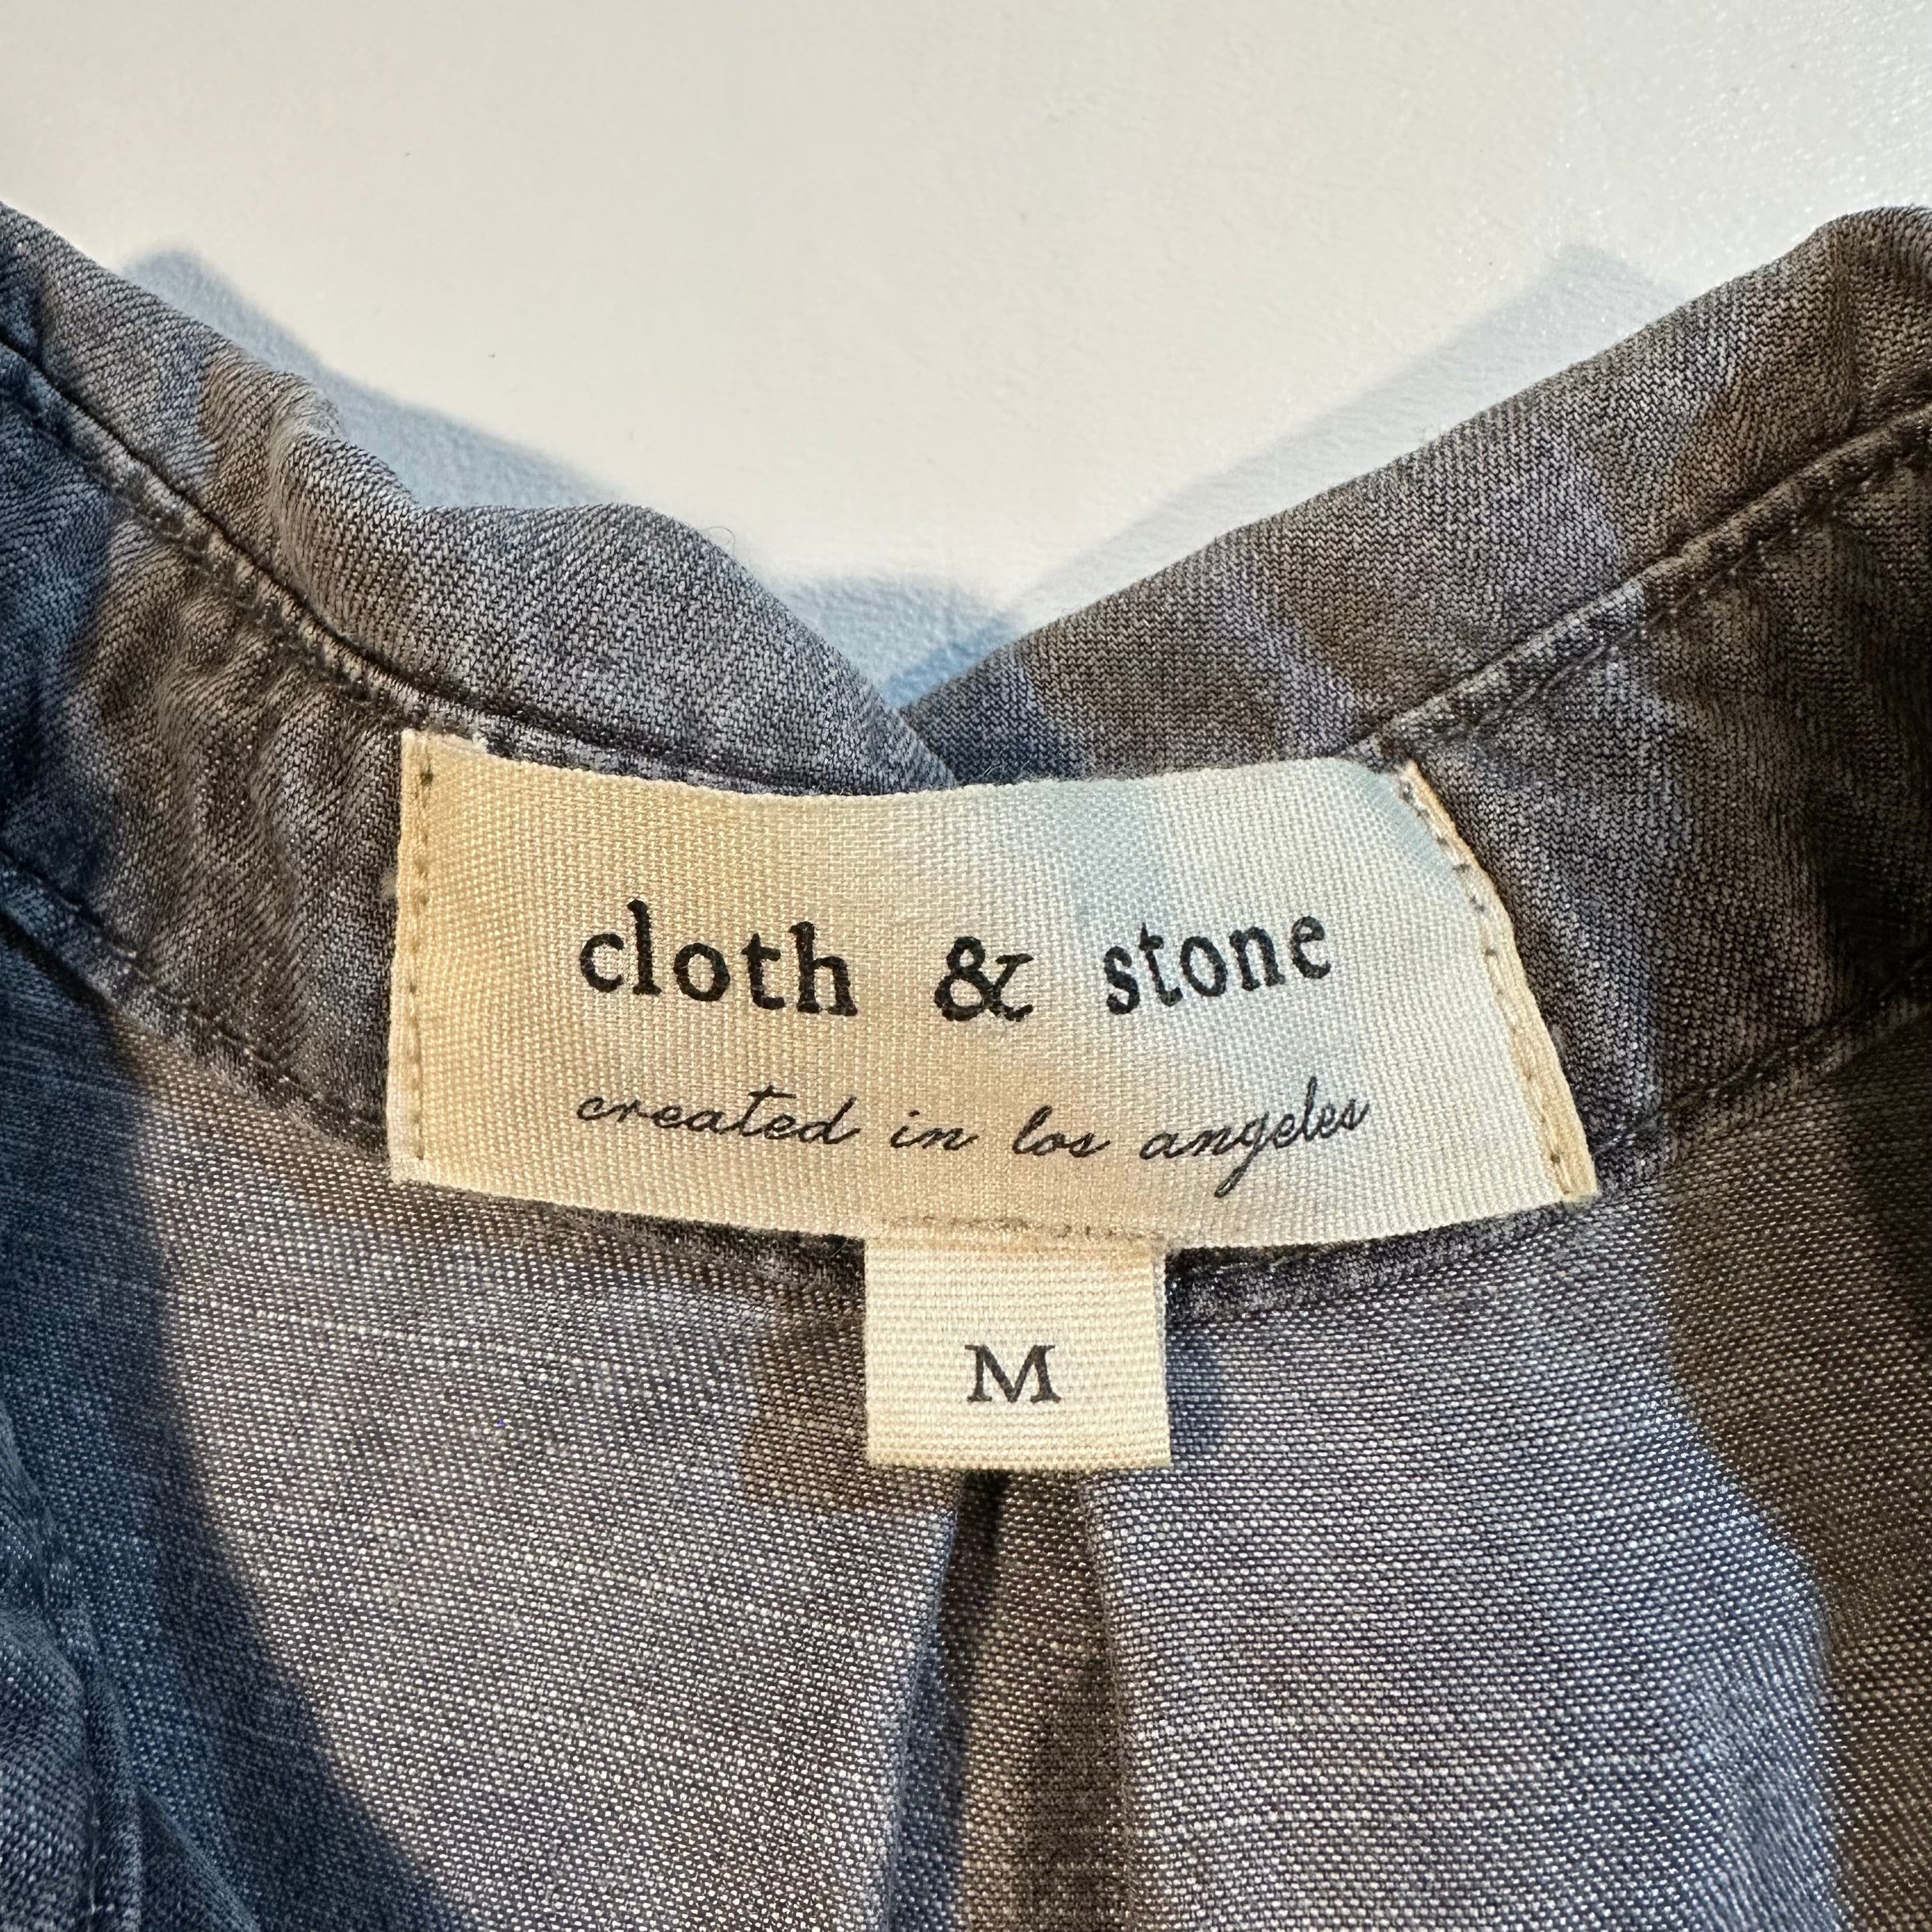 cloth & stone
created in los angeles
M